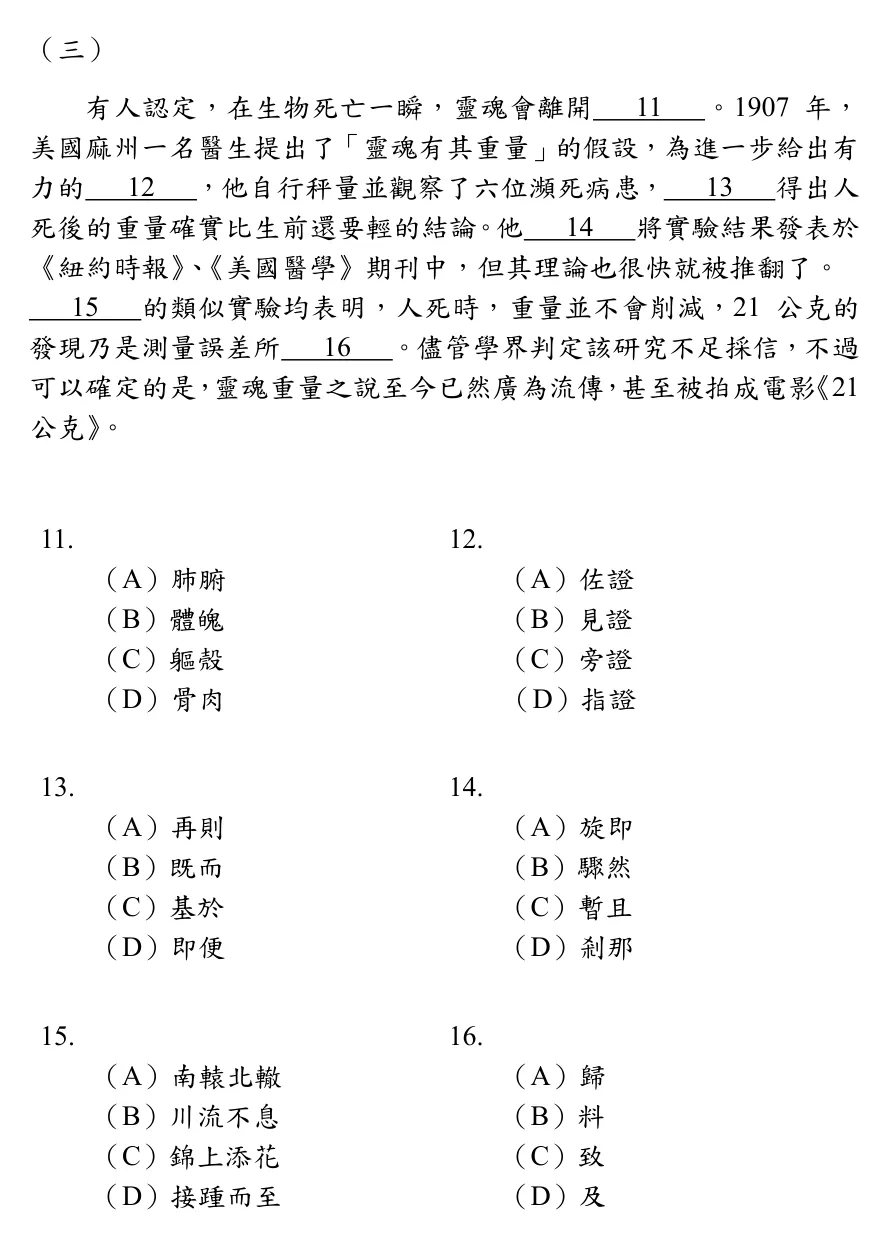 （三）
有人認定，在生物死亡一瞬，靈魂會離開 11 。1907 年，
美國麻州一名醫生提出了「靈魂有其重量」的假設，為進一步給出有
力的 12 ，他自行秤量並觀察了六位瀕死病患， 13 得出人
死後的重量確實比生前還要輕的結論。他 14 將實驗結果發表於
《紐約時報》、《美國醫學》期刊中，但其理論也很快就被推翻了。
15 的類似實驗均表明，人死時，重量並不會削減，21 公克的
發現乃是測量誤差所 16 。儘管學界判定該研究不足採信，不過
可以確定的是，靈魂重量之說至今已然廣為流傳，甚至被拍成電影《21
公克》。
11. 12.
（A）肺腑 （A）佐證
（B）體魄 （B）見證
（C）軀殼 （C）旁證
（D）骨肉 （D）指證
13. 14.
（A）再則 （A）旋即
（B）既而 （B）驟然
（C）基於 （C）暫且
（D）即便 （D）剎那
15. 16.
（A）南轅北轍 （A）歸
（B）川流不息 （B）料
（C）錦上添花 （C）致
（D）接踵而至 （D）及